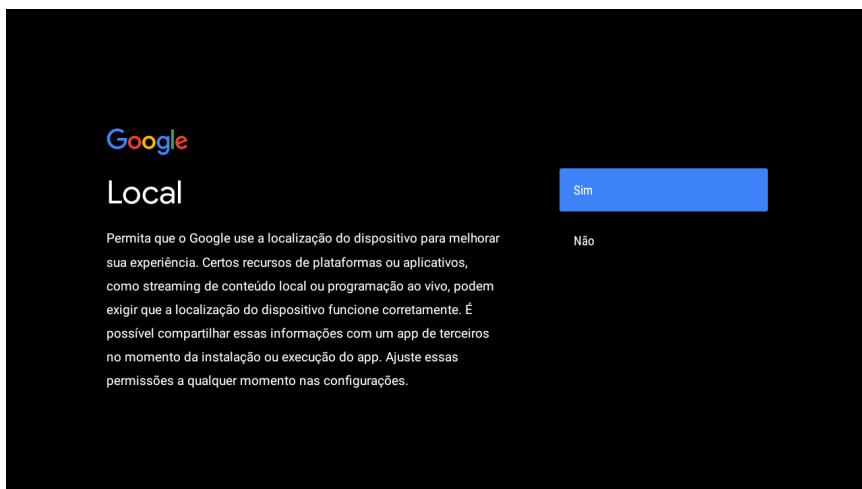 Google
Local
Permita que o Google use a localização do dispositivo para melhorar
sua experiência. Certos recursos de plataformas ou aplicativos,
como streaming de conteúdo local ou programação ao vivo, podem
exigir que a localização do dispositivo funcione corretamente. É
possível compartilhar essas informações com um app de terceiros
no momento da instalação ou execução do app. Ajuste essas
permissões a qualquer momento nas configurações.
Sim
Não